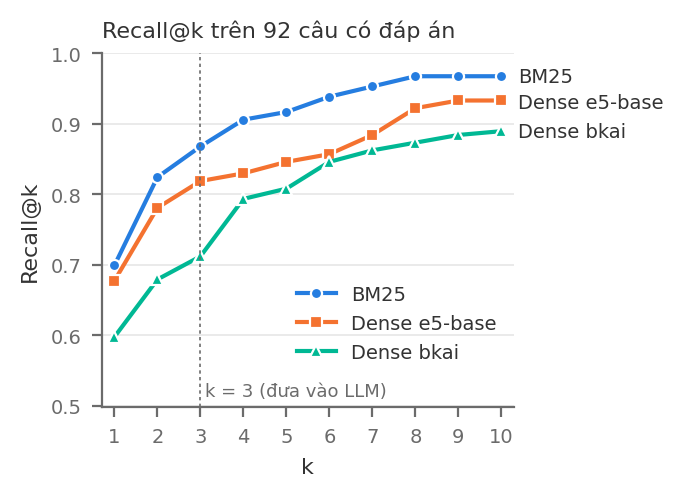 Recall@k trên 92 câu có đáp án
1.0
0.9
0.8
0.7
0.6
0.5
Recall@k
BM25
Dense e5-base
Dense bkai
BM25
Dense e5-base
Dense bkai
k = 3 (đưa vào LLM)
1 2 3 4 5 6 7 8 9 10
k